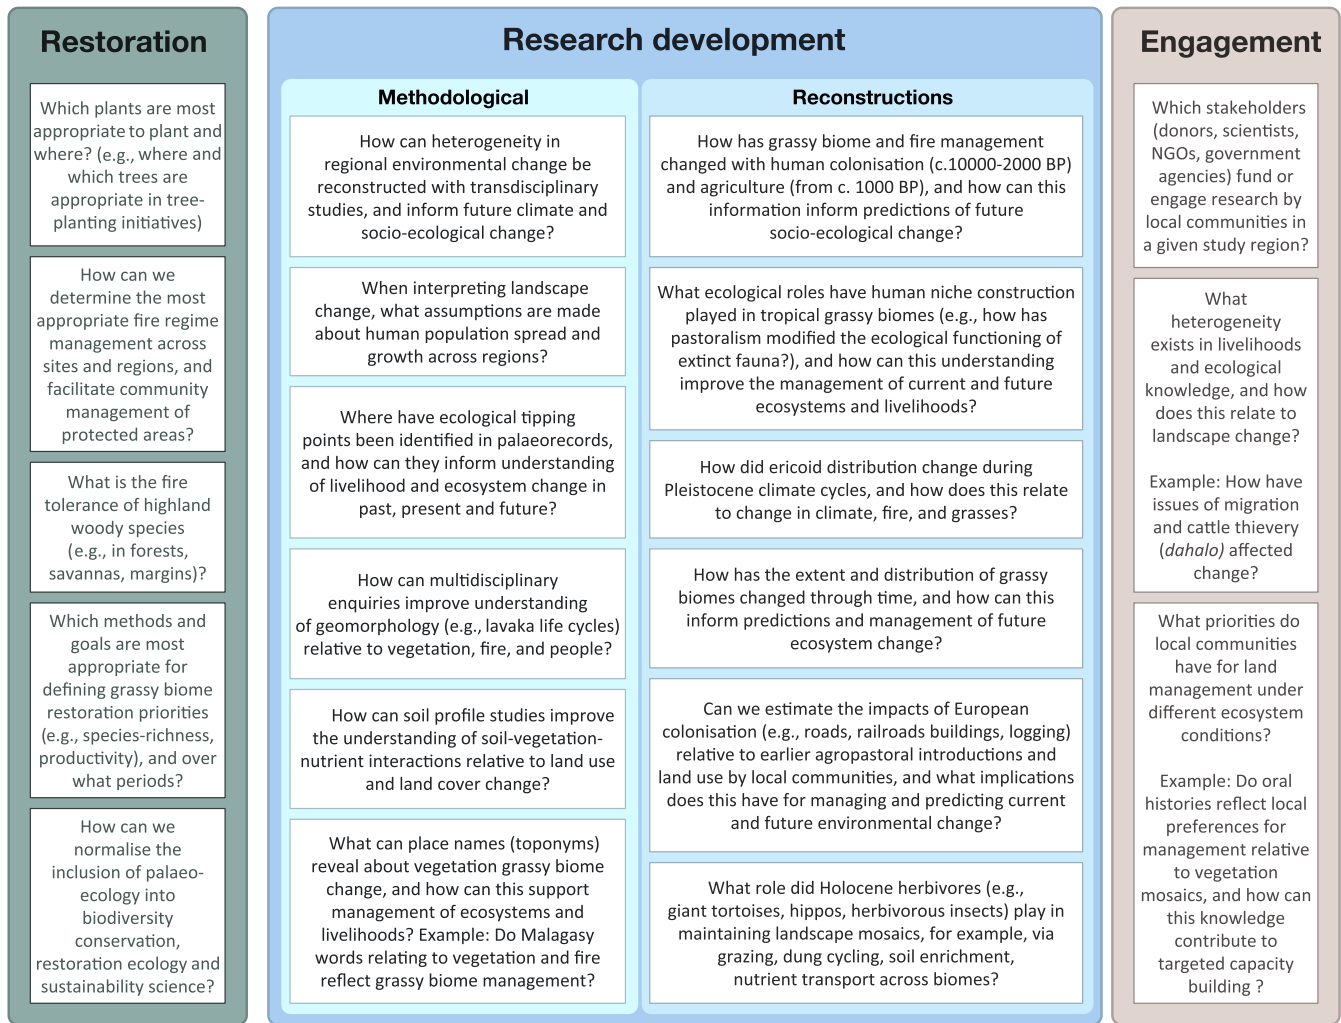 Restoration
Which plants are most
appropriate to plant and
where? (e.g., where and
which trees are
appropriate in tree-
planting initiatives)
How can we
determine the most
appropriate fire regime
management across
sites and regions, and
facilitate community
management of
protected areas?
What is the fire
tolerance of highland
woody species
(e.g., in forests,
savannas, margins)?
Which methods and
goals are most
appropriate for
defining grassy biome
restoration priorities
(e.g., species-richness,
productivity), and over
what periods?
How can we
normalise the
inclusion of palaeo-
ecology into
biodiversity
conservation,
restoration ecology and
sustainability science?
Research development
Methodological
How can heterogeneity in
regional environmental change be
reconstructed with transdisciplinary
studies, and inform future climate and
socio-ecological change?
When interpreting landscape
change, what assumptions are made
about human population spread and
growth across regions?
Where have ecological tipping
points been identified in palaeorecords,
and how can they inform understanding
of livelihood and ecosystem change in
past, present and future?
How can multidisciplinary
enquiries improve understanding
of geomorphology (e.g., lavaka life cycles)
relative to vegetation, fire, and people?
How can soil profile studies improve
the understanding of soil-vegetation-
nutrient interactions relative to land use
and land cover change?
What can place names (toponyms)
reveal about vegetation grassy biome
change, and how can this support
management of ecosystems and
livelihoods? Example: Do Malagasy
words relating to vegetation and fire
reflect grassy biome management?
Reconstructions
How has grassy biome and fire management
changed with human colonisation (c.10000-2000 BP)
and agriculture (from c. 1000 BP), and how can this
information inform predictions of future
socio-ecological change?
What ecological roles have human niche construction
played in tropical grassy biomes (e.g., how has
pastoralism modified the ecological functioning of
extinct fauna?), and how can this understanding
improve the management of current and future
ecosystems and livelihoods?
How did ericoid distribution change during
Pleistocene climate cycles, and how does this relate
to change in climate, fire, and grasses?
How has the extent and distribution of grassy
biomes changed through time, and how can this
inform predictions and management of future
ecosystem change?
Can we estimate the impacts of European
colonisation (e.g., roads, railroads buildings, logging)
relative to earlier agropastoral introductions and
land use by local communities, and what implications
does this have for managing and predicting current
and future environmental change?
What role did Holocene herbivores (e.g.,
giant tortoises, hippos, herbivorous insects) play in
maintaining landscape mosaics, for example, via
grazing, dung cycling, soil enrichment,
nutrient transport across biomes?
Engagement
Which stakeholders
(donors, scientists,
NGOs, government
agencies) fund or
engage research by
local communities in
a given study region?
What
heterogeneity
exists in livelihoods
and ecological
knowledge, and how
does this relate to
landscape change?
Example: How have
issues of migration
and cattle thievery
(dahalo) affected
change?
What priorities do
local communities
have for land
management under
different ecosystem
conditions?
Example: Do oral
histories reflect local
preferences for
management relative
to vegetation
mosaics, and how can
this knowledge
contribute to
targeted capacity
building ?